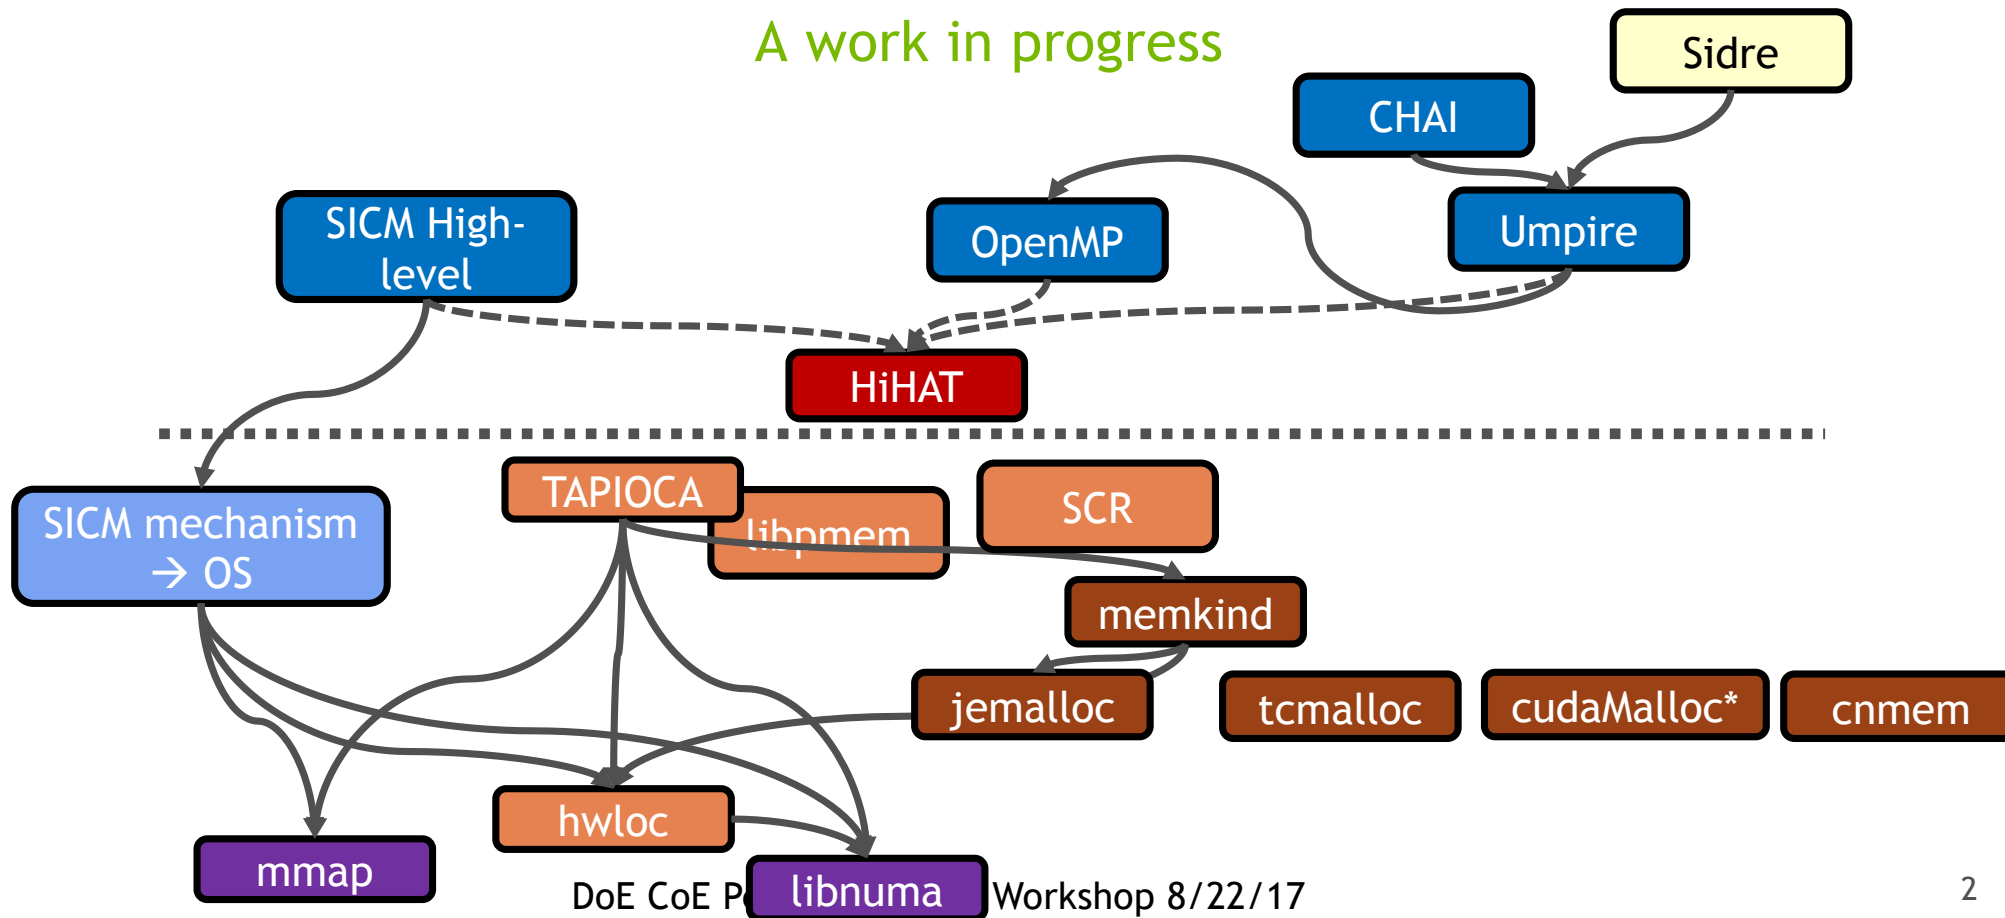 A work in progress
Sidre
CHAI
SICM High-
level
OpenMP
Umpire
HiHAT
TAPIOCA
libpmem
SCR
SICM mechanism
→ OS
memkind
jemalloc
tcmalloc
cudaMalloc*
cnmem
hwloc
mmap
libnuma
DoE CoE Workshop 8/22/17
2